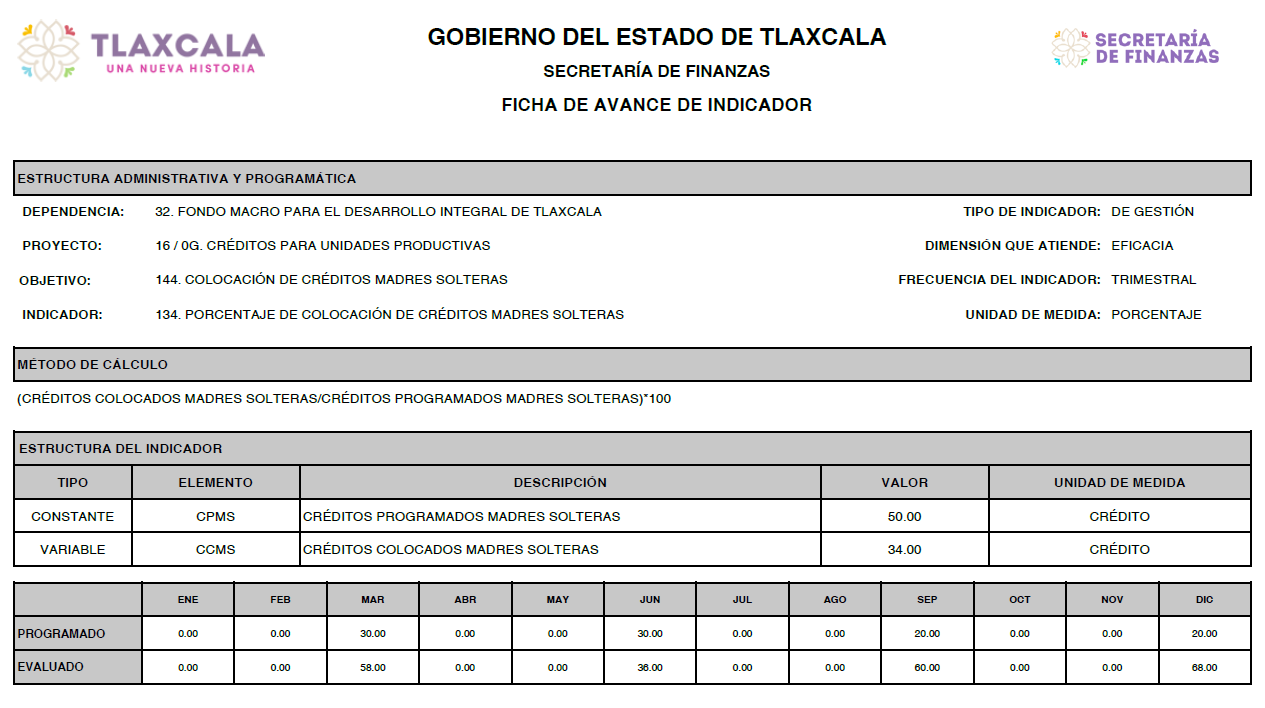 TLAXCALA
UNA NUEVA HISTORIA
GOBIERNO DEL ESTADO DE TLAXCALA
SECRETARÍA DE FINANZAS
FICHA DE AVANCE DE INDICADOR
SECRETARÍA
DE FINANZAS
ESTRUCTURA ADMINISTRATIVA Y PROGRAMÁTICA
DEPENDENCIA: 32. FONDO MACRO PARA EL DESARROLLO INTEGRAL DE TLAXCALA TIPO DE INDICADOR: DE GESTIÓN
PROYECTO: 16 / 0G. CRÉDITOS PARA UNIDADES PRODUCTIVAS DIMENSIÓN QUE ATIENDE: EFICACIA
OBJETIVO: 144. COLOCACIÓN DE CRÉDITOS MADRES SOLTERAS FRECUENCIA DEL INDICADOR: TRIMESTRAL
INDICADOR: 134. PORCENTAJE DE COLOCACIÓN DE CRÉDITOS MADRES SOLTERAS UNIDAD DE MEDIDA: PORCENTAJE
MÉTODO DE CÁLCULO
(CRÉDITOS COLOCADOS MADRES SOLTERAS/CRÉDITOS PROGRAMADOS MADRES SOLTERAS)*100
ESTRUCTURA DEL INDICADOR
TIPO ELEMENTO DESCRIPCIÓN VALOR UNIDAD DE MEDIDA
CONSTANTE CPMS CRÉDITOS PROGRAMADOS MADRES SOLTERAS 50.00 CRÉDITO
VARIABLE CCMS CRÉDITOS COLOCADOS MADRES SOLTERAS 34.00 CRÉDITO
ENE FEB MAR ABR MAY JUN JUL AGO SEP OCT NOV DIC
PROGRAMADO 0.00 0.00 30.00 0.00 0.00 30.00 0.00 0.00 20.00 0.00 0.00 20.00
EVALUADO 0.00 0.00 58.00 0.00 0.00 36.00 0.00 0.00 60.00 0.00 0.00 68.00